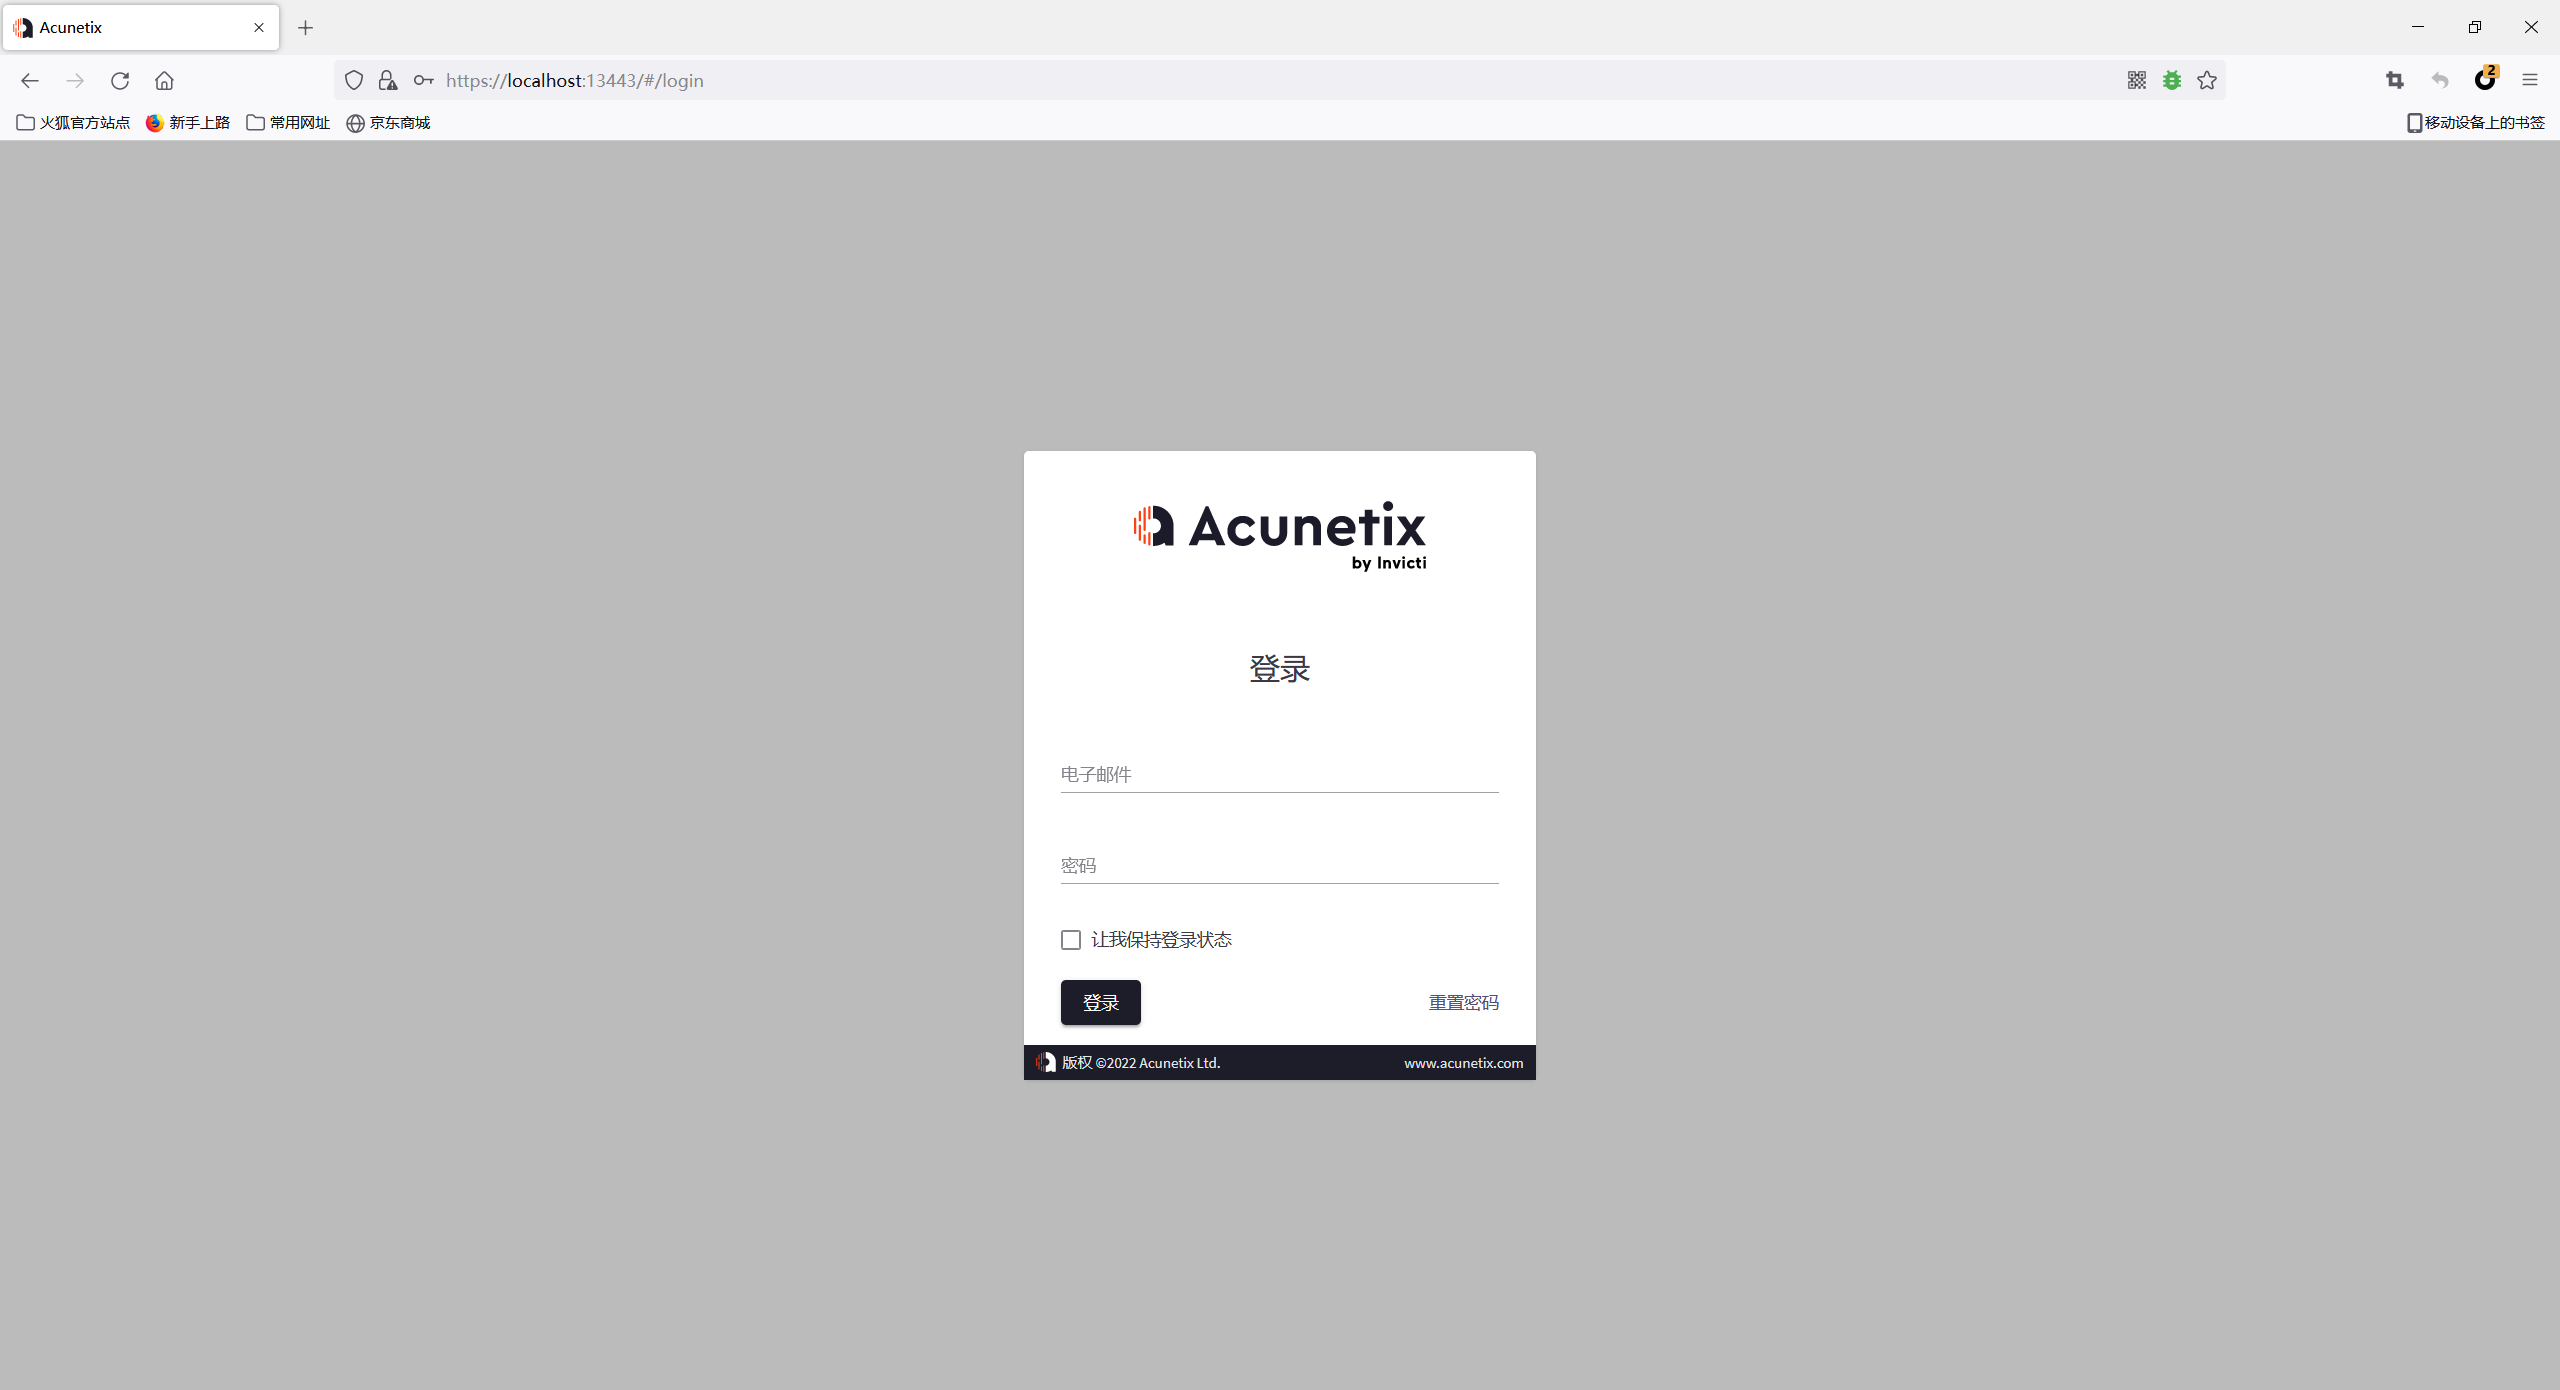 Acunetix
https://localhost:13443/#/login
2
火狐官方站点 新手上路 常用网址 京东商城 移动设备上的书签
Acunetix
by Invicti
登录
电子邮件
密码
让我保持登录状态
登录 重置密码
版权 ©2022 Acunetix Ltd. www.acunetix.com